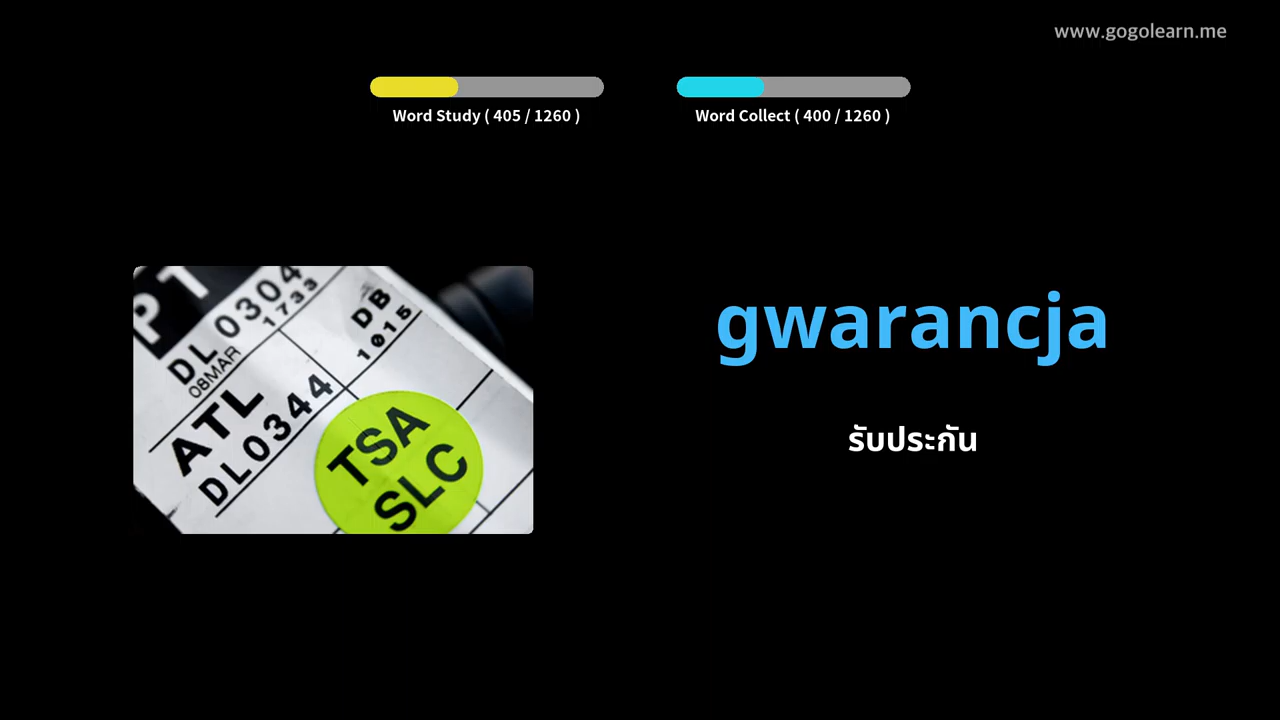 www.gogolearn.me
Word Study ( 405 / 1260 )
Word Collect ( 400 / 1260 )
P1
DL0304
1733
08MAR
DB
1015
ATL
DL0344
TSA
SLC
gwarancja
รับประกัน